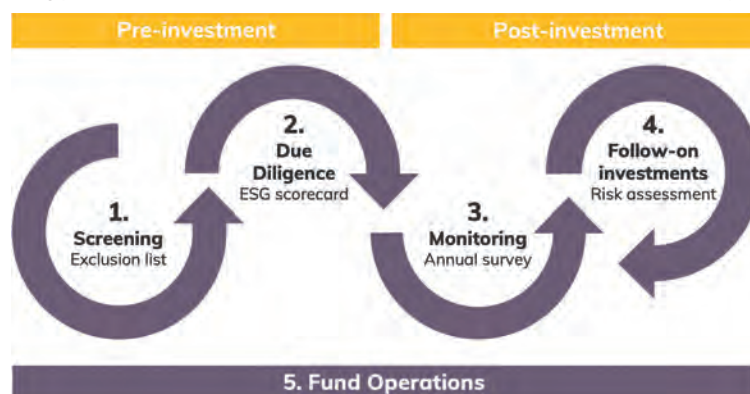 Pre-investment
Post-investment
1.
Screening
Exclusion list
2.
Due
Diligence
ESG scorecard
3.
Monitoring
Annual survey
4.
Follow-on
investments
Risk assessment
5. Fund Operations